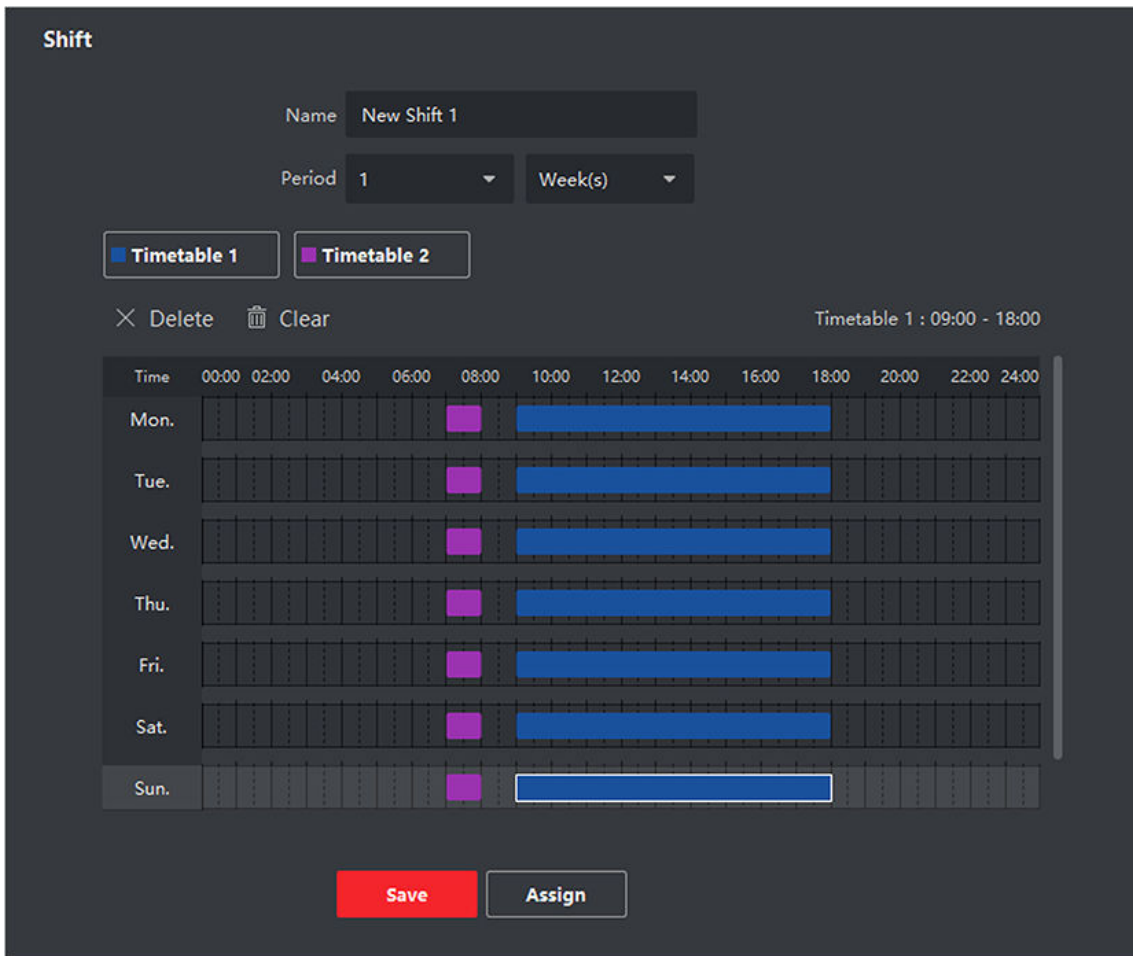 Shift
Name New Shift 1
Period 1 Week(s)
Timetable 1 Timetable 2
Delete Clear Timetable 1 : 09:00 - 18:00
Time 00:00 02:00 04:00 06:00 08:00 10:00 12:00 14:00 16:00 18:00 20:00 22:00 24:00
Mon.
Tue.
Wed.
Thu.
Fri.
Sat.
Sun.
Save Assign